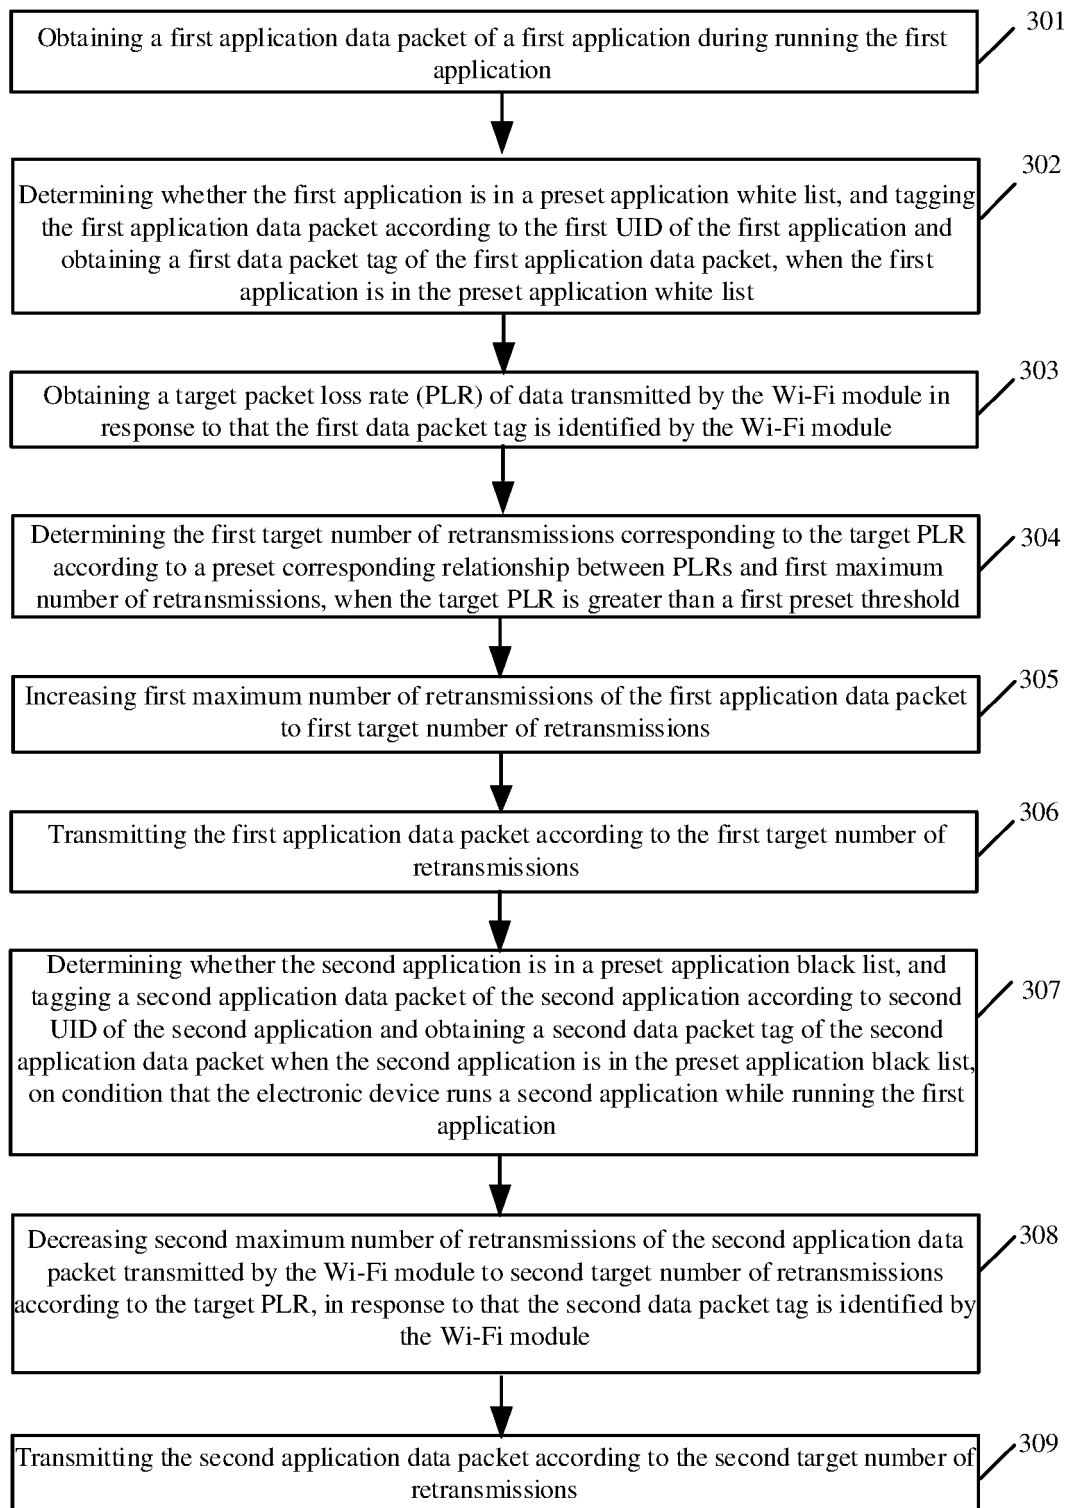 Obtaining a first application data packet of a first application during running the first
application
301
Determining whether the first application is in a preset application white list, and tagging
the first application data packet according to the first UID of the first application and
obtaining a first data packet tag of the first application data packet, when the first
application is in the preset application white list
302
Obtaining a target packet loss rate (PLR) of data transmitted by the Wi-Fi module in
response to that the first data packet tag is identified by the Wi-Fi module
303
Determining the first target number of retransmissions corresponding to the target PLR
according to a preset corresponding relationship between PLRs and first maximum
number of retransmissions, when the target PLR is greater than a first preset threshold
304
Increasing first maximum number of retransmissions of the first application data packet
to first target number of retransmissions
305
Transmitting the first application data packet according to the first target number of
retransmissions
306
Determining whether the second application is in a preset application black list, and
tagging a second application data packet of the second application according to second
UID of the second application and obtaining a second data packet tag of the second
application data packet when the second application is in the preset application black list,
on condition that the electronic device runs a second application while running the first
application
307
Decreasing second maximum number of retransmissions of the second application data
packet transmitted by the Wi-Fi module to second target number of retransmissions
according to the target PLR, in response to that the second data packet tag is identified by
the Wi-Fi module
308
Transmitting the second application data packet according to the second target number of
retransmissions
309